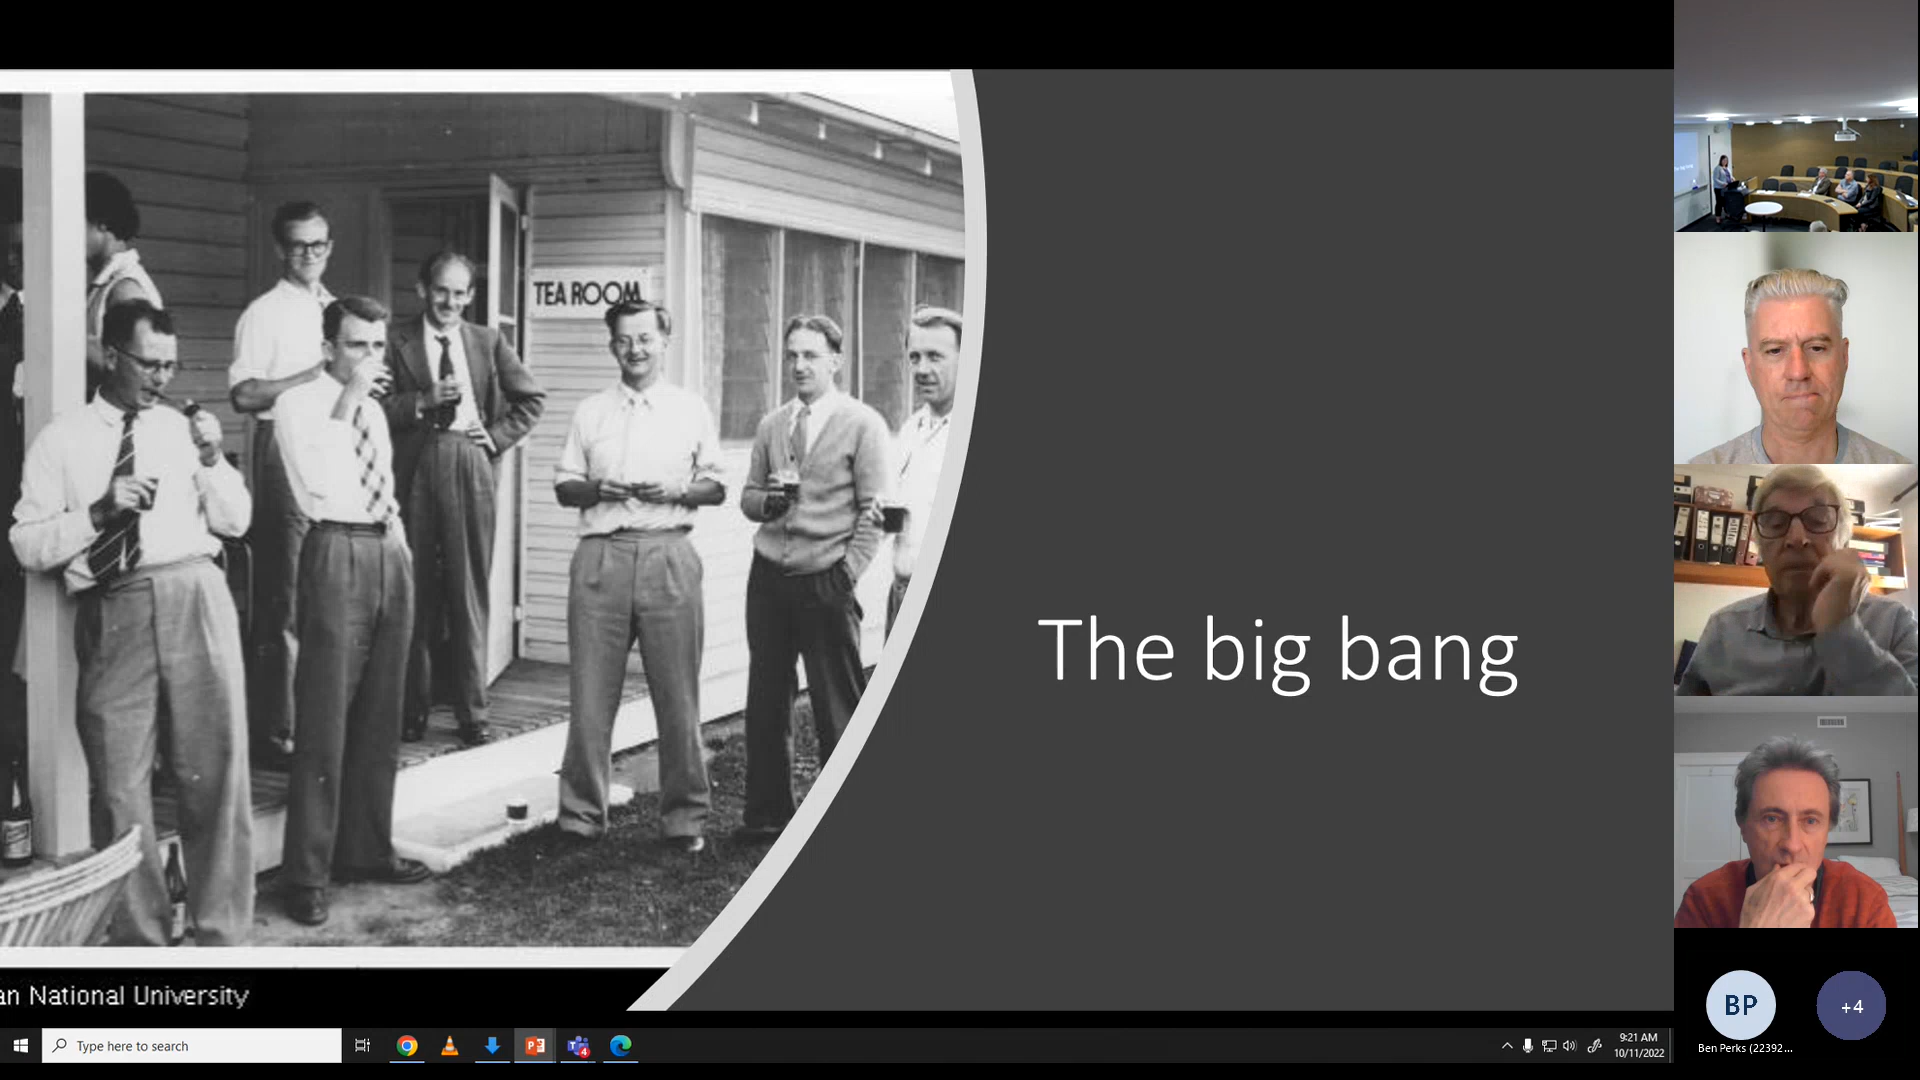 TEA ROOM
The big bang
an National University
Type here to search
4
9:21 AM
10/11/2022
BP
+4
Ben Perks (22392...